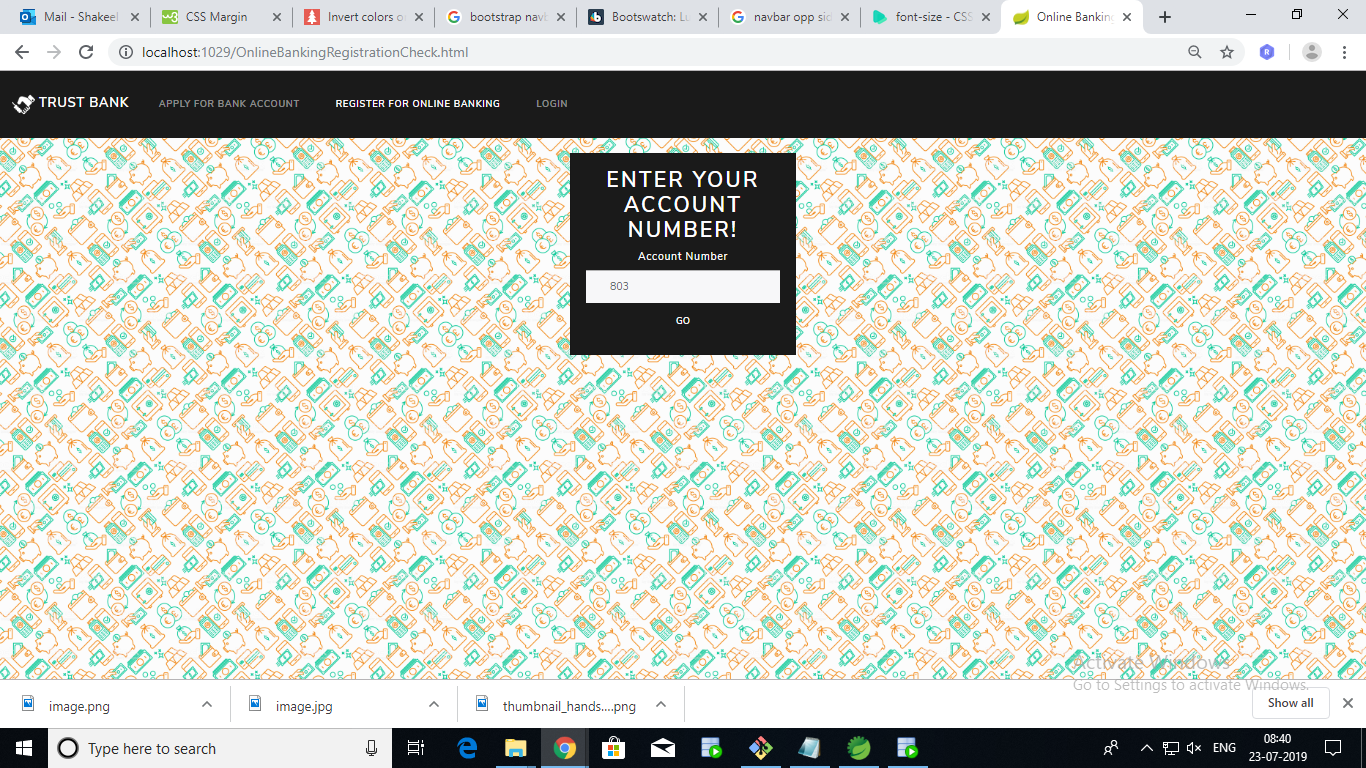 Mail - Shakeel
CSS Margin
Invert colors o
bootstrap navb
Bootswatch: Lu
navbar opp sid
font-size - CSS
Online Banking
localhost:1029/OnlineBankingRegistrationCheck.html
TRUST BANK
APPLY FOR BANK ACCOUNT
REGISTER FOR ONLINE BANKING
LOGIN
ENTER YOUR
ACCOUNT
NUMBER!
Account Number
803
GO
Activate Windows
Go to Settings to activate Windows.
image.png
image.jpg
thumbnail_hands....png
Show all
Type here to search
ENG
08:40
23-07-2019